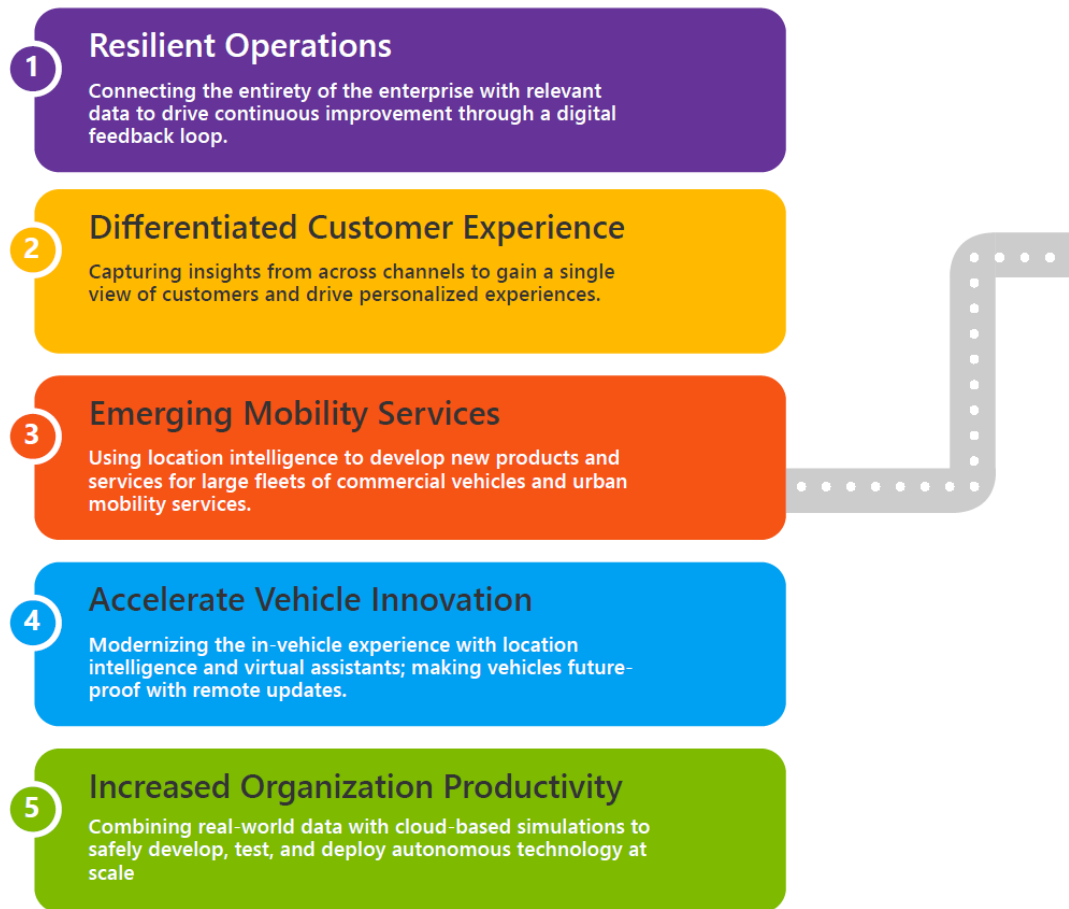 1
Resilient Operations
Connecting the entirety of the enterprise with relevant
data to drive continuous improvement through a digital
feedback loop.
2
Differentiated Customer Experience
Capturing insights from across channels to gain a single
view of customers and drive personalized experiences.
3
Emerging Mobility Services
Using location intelligence to develop new products and
services for large fleets of commercial vehicles and urban
mobility services.
4
Accelerate Vehicle Innovation
Modernizing the in-vehicle experience with location
intelligence and virtual assistants; making vehicles future-
proof with remote updates.
5
Increased Organization Productivity
Combining real-world data with cloud-based simulations to
safely develop, test, and deploy autonomous technology at
scale